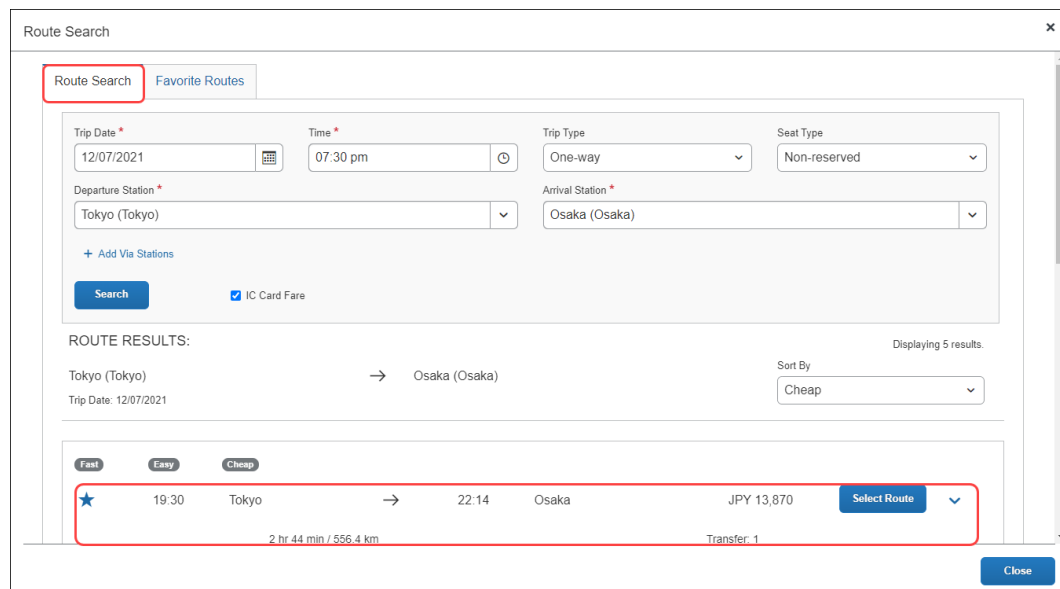 Route Search ×
Route Search Favorite Routes
Trip Date * Time * Trip Type Seat Type
12/07/2021 07:30 pm One-way Non-reserved
Departure Station * Arrival Station *
Tokyo (Tokyo) Osaka (Osaka)
+ Add Via Stations
Search IC Card Fare
ROUTE RESULTS: Displaying 5 results.
Tokyo (Tokyo) → Osaka (Osaka) Sort By
Trip Date: 12/07/2021 Cheap
Fast Easy Cheap
19:30 Tokyo → 22:14 Osaka JPY 13,870 Select Route
2 hr 44 min / 556.4 km Transfer: 1
Close